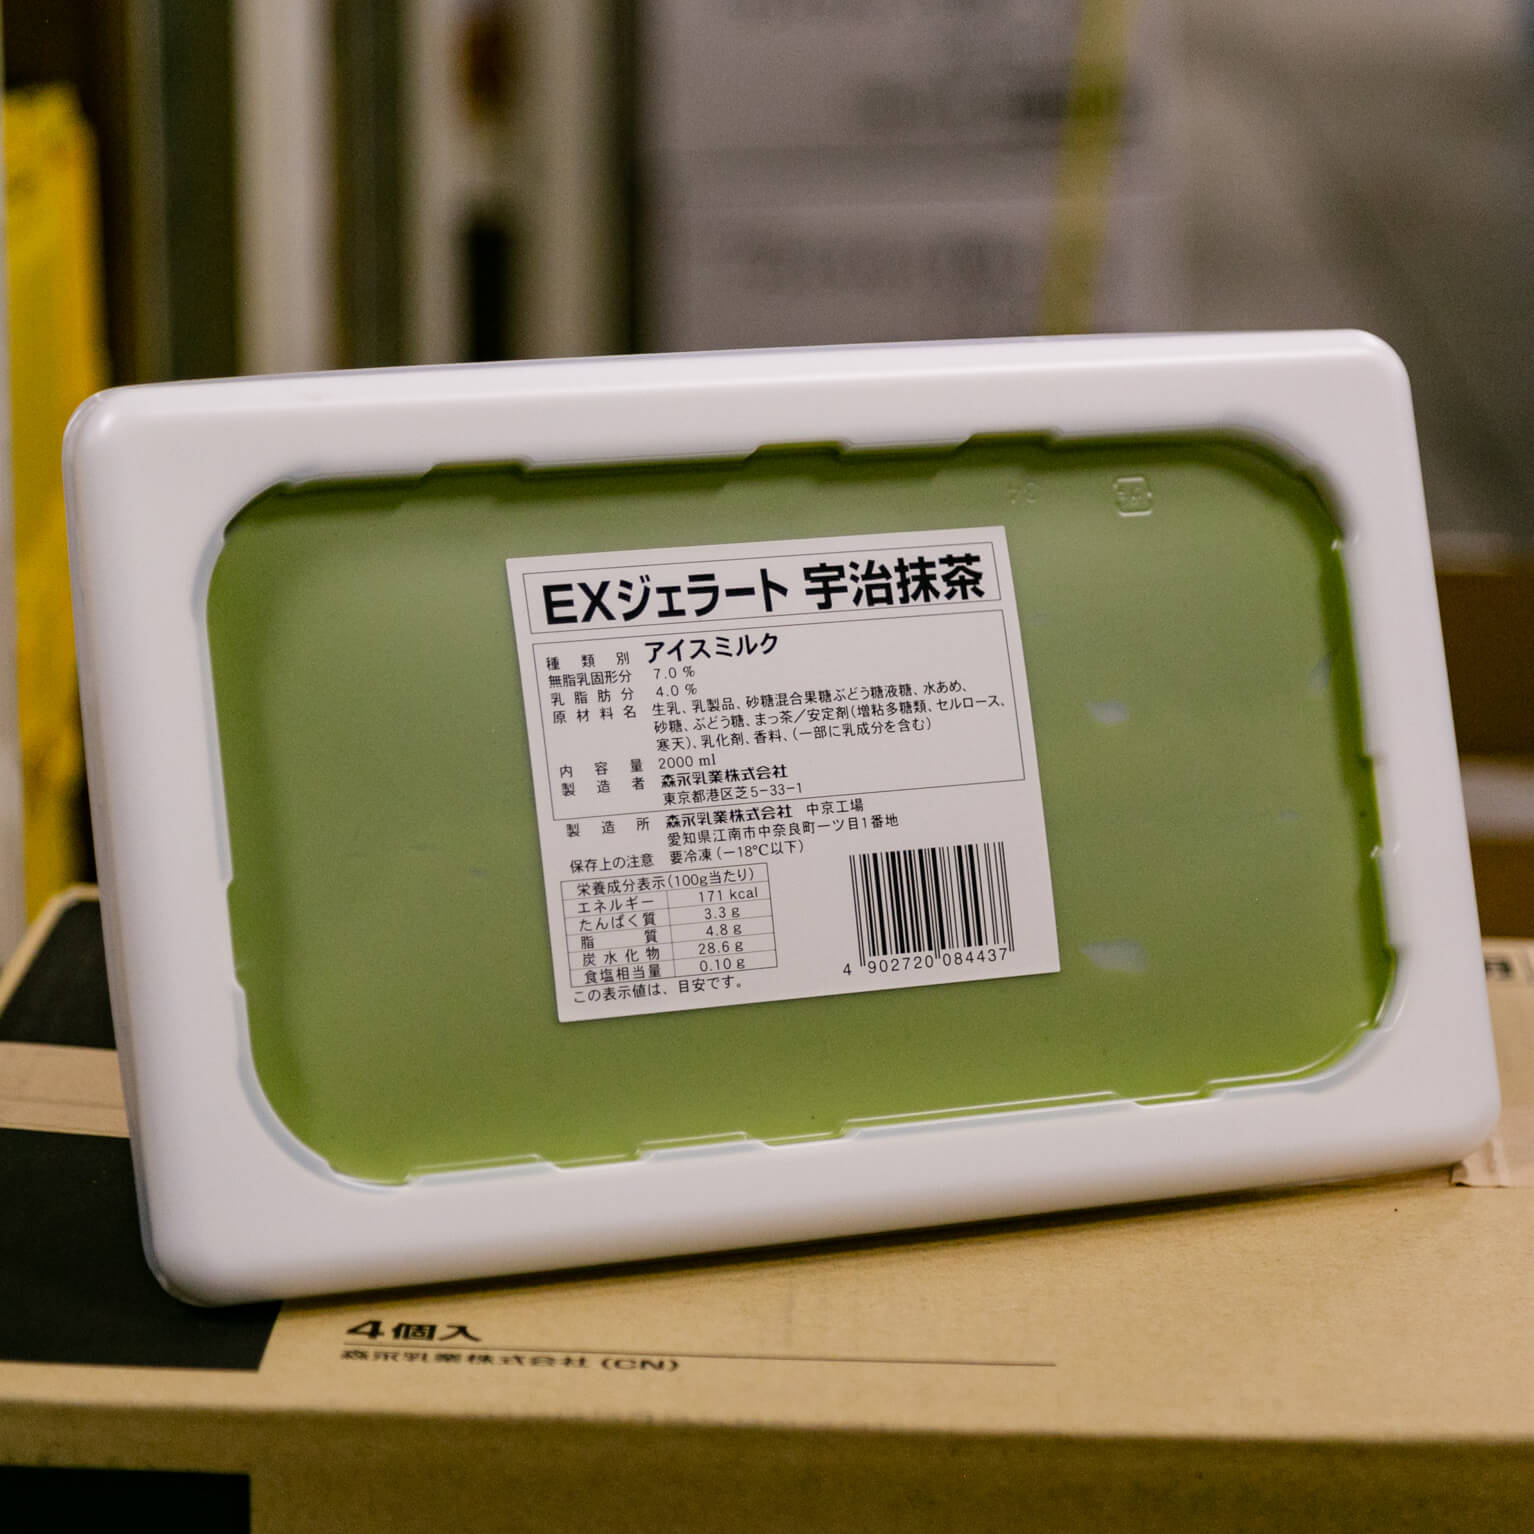 EXジェラート 宇治抹茶
種類別 アイスミルク
無脂乳固形分 7.0 %
乳脂肪分 4.0 %
原材料名 生乳、乳製品、砂糖混合果糖ぶどう糖液糖、水あめ、
砂糖、ぶどう糖、まっ茶／安定剤(増粘多糖類、セルロース、
寒天)、乳化剤、香料、(一部に乳成分を含む)
内容量 2000 ml
製造者 森永乳業株式会社
東京都港区芝5-33-1
製造所 森永乳業株式会社 中京工場
愛知県江南市中奈良町一ツ目1番地
保存上の注意 要冷凍(−18℃以下)
栄養成分表示(100g当たり)
エネルギー 171 kcal
たんぱく質 3.3 g
脂質 4.8 g
炭水化物 28.6 g
食塩相当量 0.10 g
この表示値は、目安です。
4 902720 084437
4個入
森永乳業株式会社(CN)